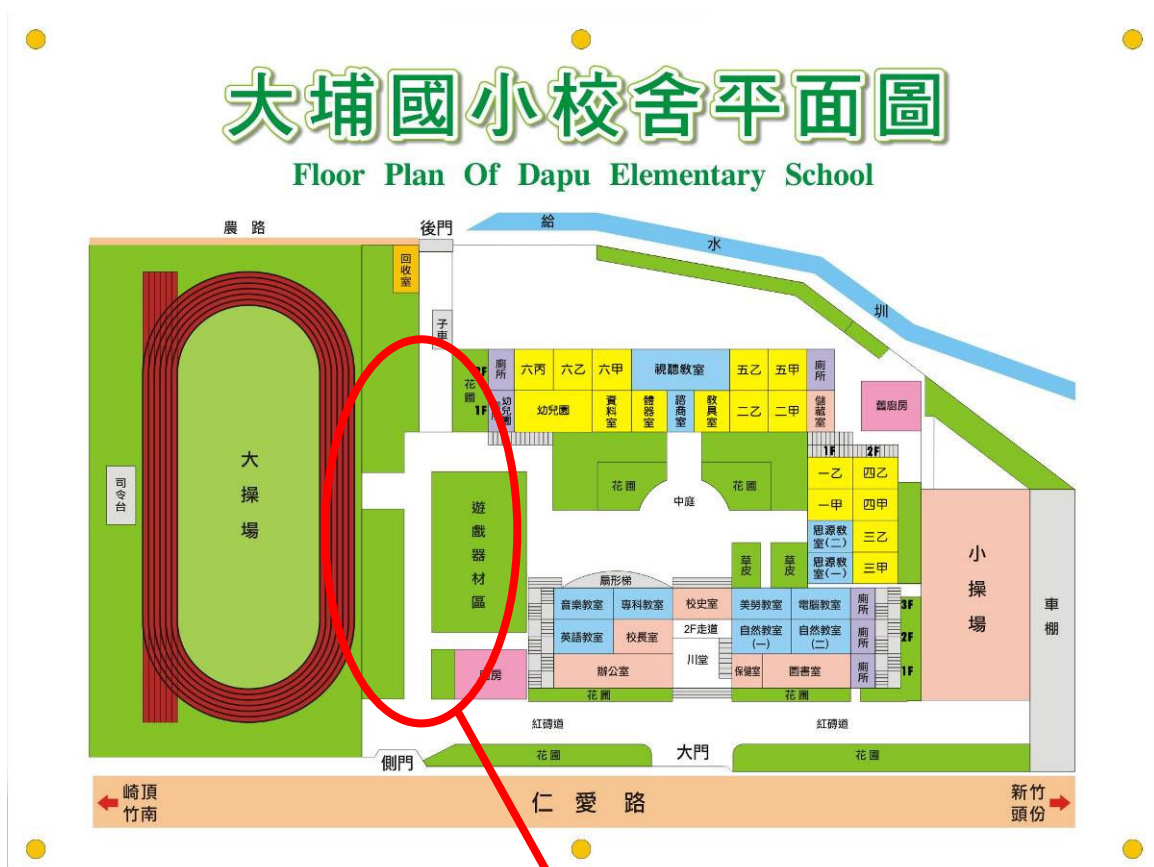 大埔國小校舍平面圖
Floor Plan Of Dapu Elementary School
農路
後門
給水圳
回收室
子車
花圃
2F
1F
廁所
六丙
六乙
六甲
視聽教室
五乙
五甲
廁所
幼兒園
幼兒園
資料室
體器室
諮商室
教具室
二乙
二甲
儲藏室
舊廚房
1F
2F
一乙
四乙
一甲
四甲
思源教室(二)
三乙
思源教室(一)
三甲
大操場
司令台
遊戲器材區
花圃
中庭
花圃
草皮
草皮
小操場
車棚
扇形梯
音樂教室
專科教室
校史室
美勞教室
電腦教室
廁所
3F
英語教室
校長室
2F走道
自然教室(一)
自然教室(二)
廁所
2F
辦公室
川堂
保健室
圖書室
廁所
1F
房
花圃
花圃
紅磚道
紅磚道
側門
花圃
大門
花圃
崎頂
竹南
仁愛路
新竹
頭份